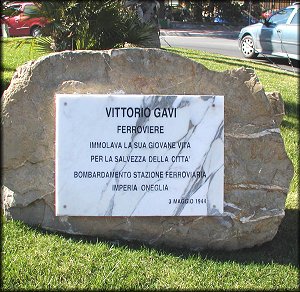 VITTORIO GAVI
FERROVIERE
IMMOLAVA LA SUA GIOVANE VITA
PER LA SALVEZZA DELLA CITTA'
BOMBARDAMENTO STAZIONE FERROVIARIA
IMPERIA ONEGLIA
3 MAGGIO 1944